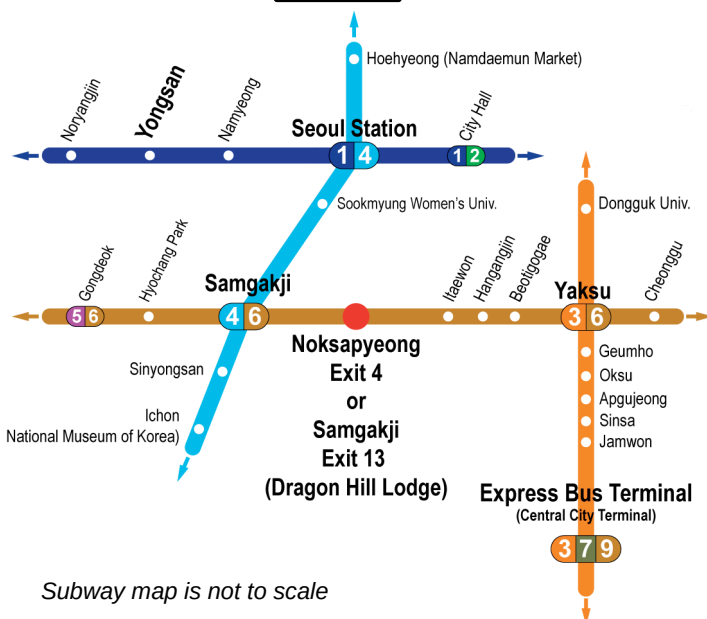 Hoehyeong (Namdaemun Market)
Noryangjin
Yongsan
Namyeong
Seoul Station
City Hall
1 4
1 2
Sookmyung Women's Univ.
Dongguk Univ.
Gongdeok
Hyochang Park
Samgakji
Itaewon
Hangangjin
Beotigogae
Yaksu
Cheonggu
5 6
4 6
3 6
Noksapyeong
Exit 4
or
Samgakji
Exit 13
(Dragon Hill Lodge)
Geumho
Oksu
Apgujeong
Sinsa
Jamwon
Sinyongsan
Ichon
National Museum of Korea)
Express Bus Terminal
(Central City Terminal)
3 7 9
Subway map is not to scale